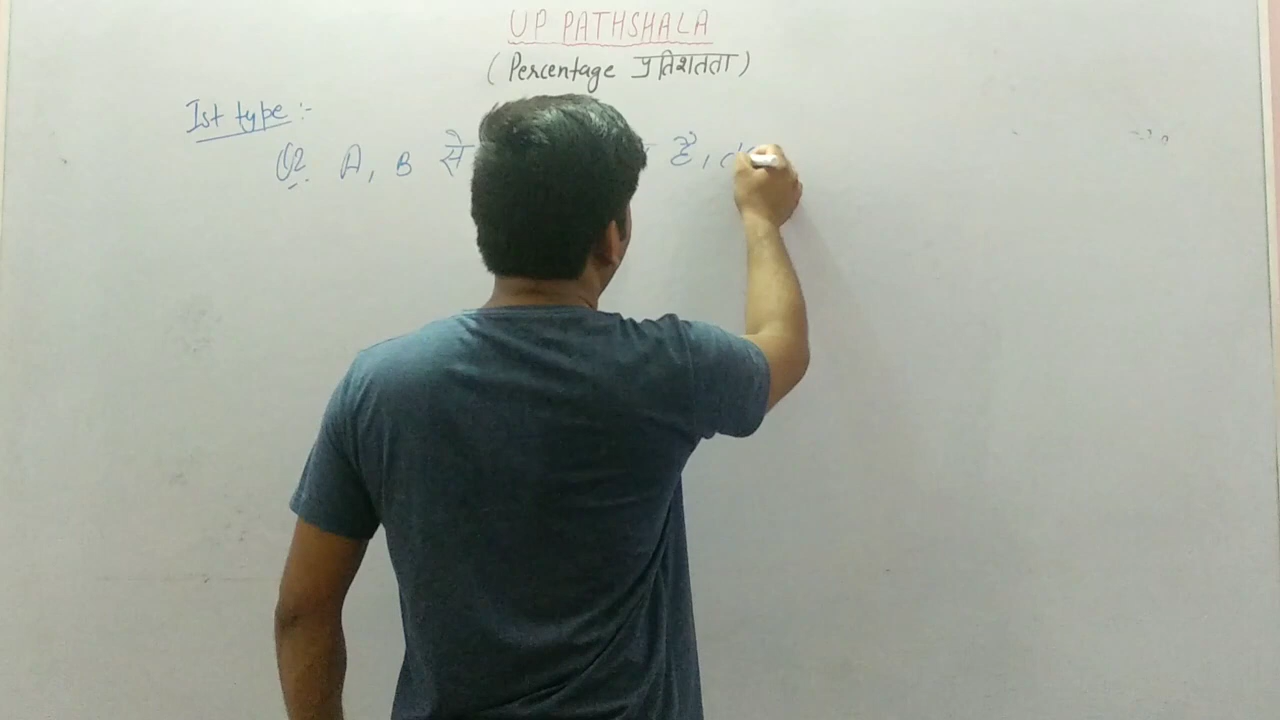 UP PATHSHALA
(Percentage प्रतिशतता)
Ist type :-
Q2. A, B से है,